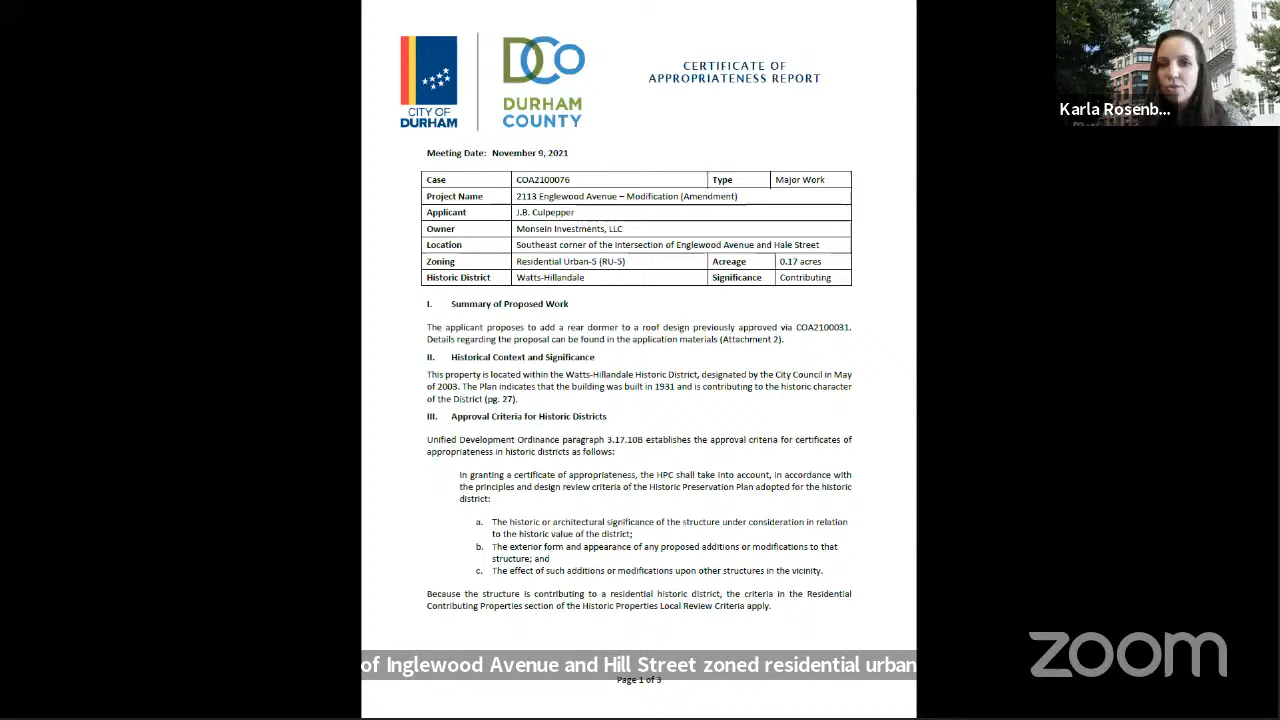 CITY OF
DURHAM
DCO
DURHAM
COUNTY
CERTIFICATE OF
APPROPRIATENESS REPORT
Karla Rosenb...
Meeting Date: November 9, 2021
Case COA2100076 Type Major Work
Project Name 2113 Englewood Avenue – Modification (Amendment)
Applicant J.B. Culpepper
Owner Monsein Investments, LLC
Location Southeast corner of the intersection of Englewood Avenue and Hale Street
Zoning Residential Urban-5 (RU-5) Acreage 0.17 acres
Historic District Watts-Hillandale Significance Contributing
I. Summary of Proposed Work
The applicant proposes to add a rear dormer to a roof design previously approved via COA2100031.
Details regarding the proposal can be found in the application materials (Attachment 2).
II. Historical Context and Significance
This property is located within the Watts-Hillandale Historic District, designated by the City Council in May
of 2003. The Plan indicates that the building was built in 1931 and is contributing to the historic character
of the District (pg. 27).
III. Approval Criteria for Historic Districts
Unified Development Ordinance paragraph 3.17.10B establishes the approval criteria for certificates of
appropriateness in historic districts as follows:
In granting a certificate of appropriateness, the HPC shall take into account, in accordance with
the principles and design review criteria of the Historic Preservation Plan adopted for the historic
district:
a. The historic or architectural significance of the structure under consideration in relation
to the historic value of the district;
b. The exterior form and appearance of any proposed additions or modifications to that
structure; and
c. The effect of such additions or modifications upon other structures in the vicinity.
Because the structure is contributing to a residential historic district, the criteria in the Residential
Contributing Properties section of the Historic Properties Local Review Criteria apply.
of Inglewood Avenue and Hill Street zoned residential urban
Page 1 of 3
zoom